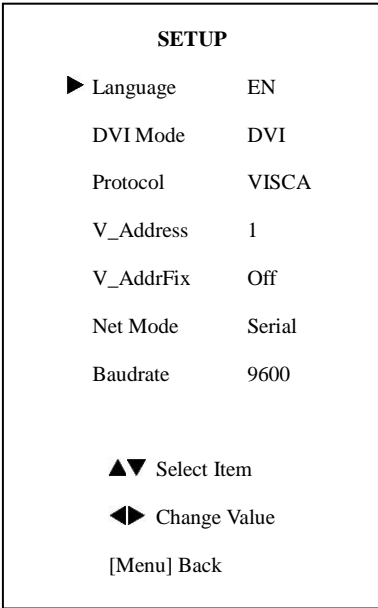 SETUP
▶ Language EN
DVI Mode DVI
Protocol VISCA
V_Address 1
V_AddrFix Off
Net Mode Serial
Baudrate 9600
▲▼ Select Item
◀▶ Change Value
[Menu] Back